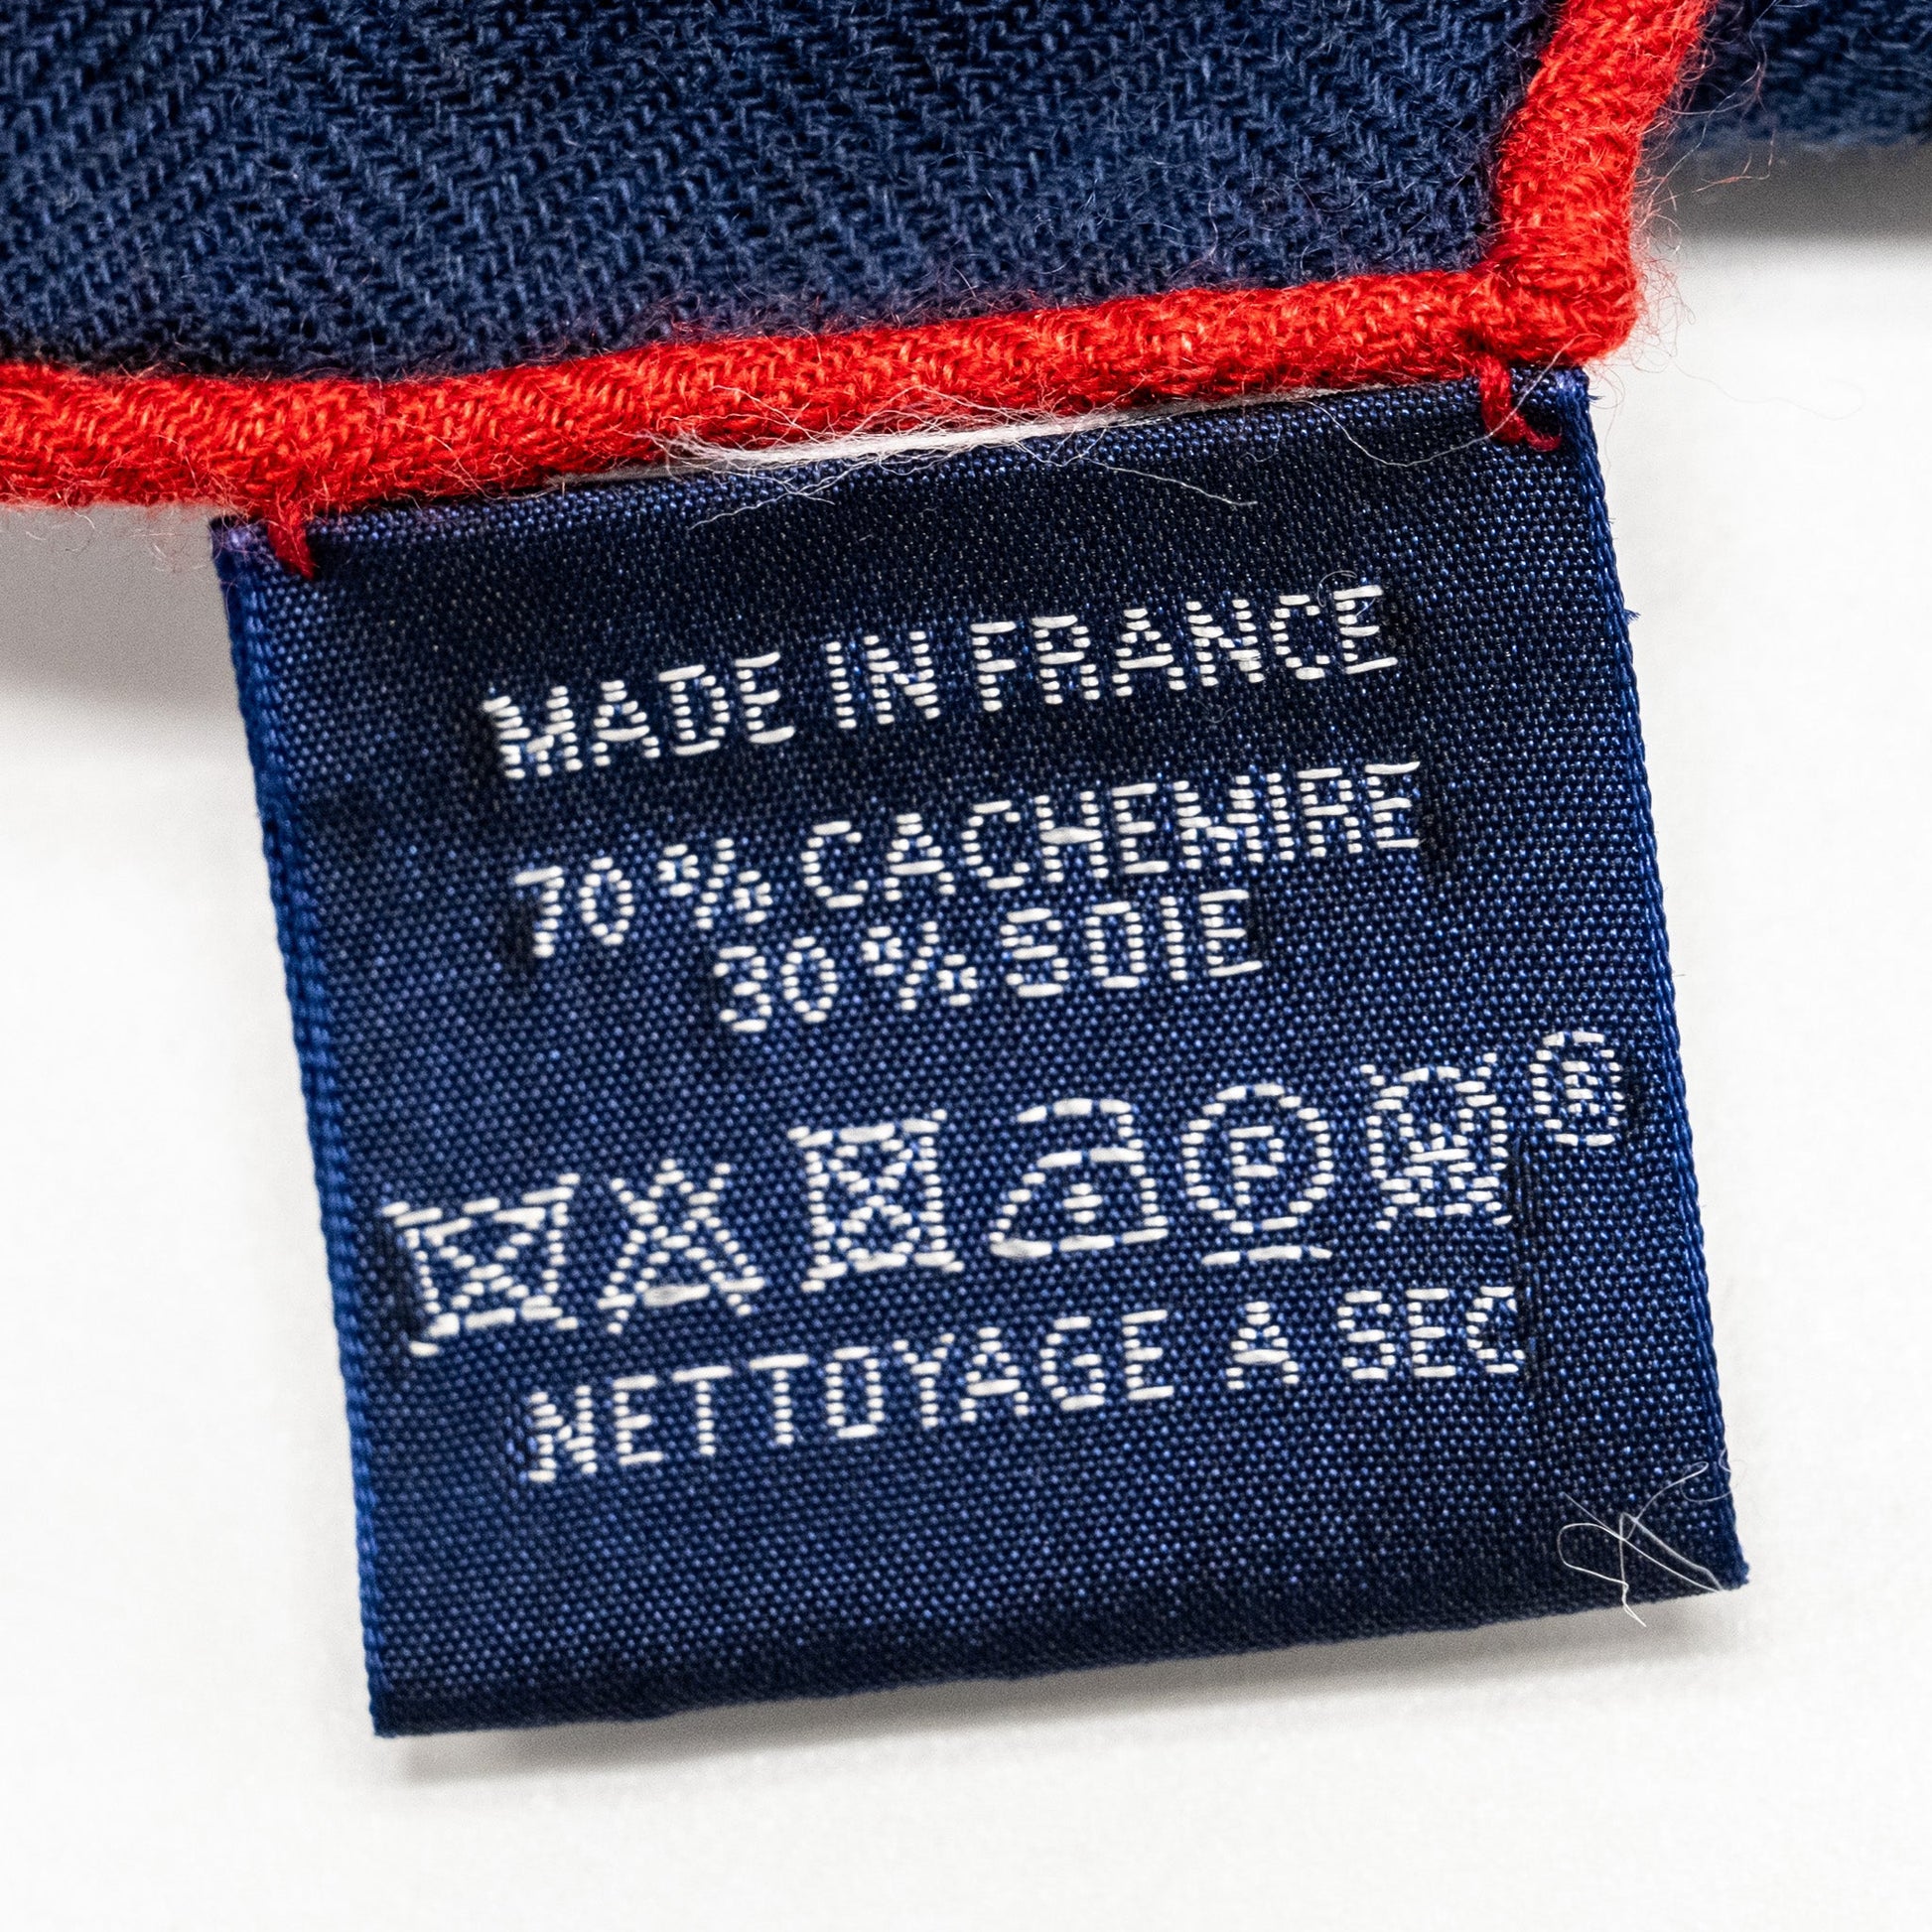 MADE IN FRANCE
70% CACHEMIRE
30% SOIE
P
NETTOYAGE A SEC